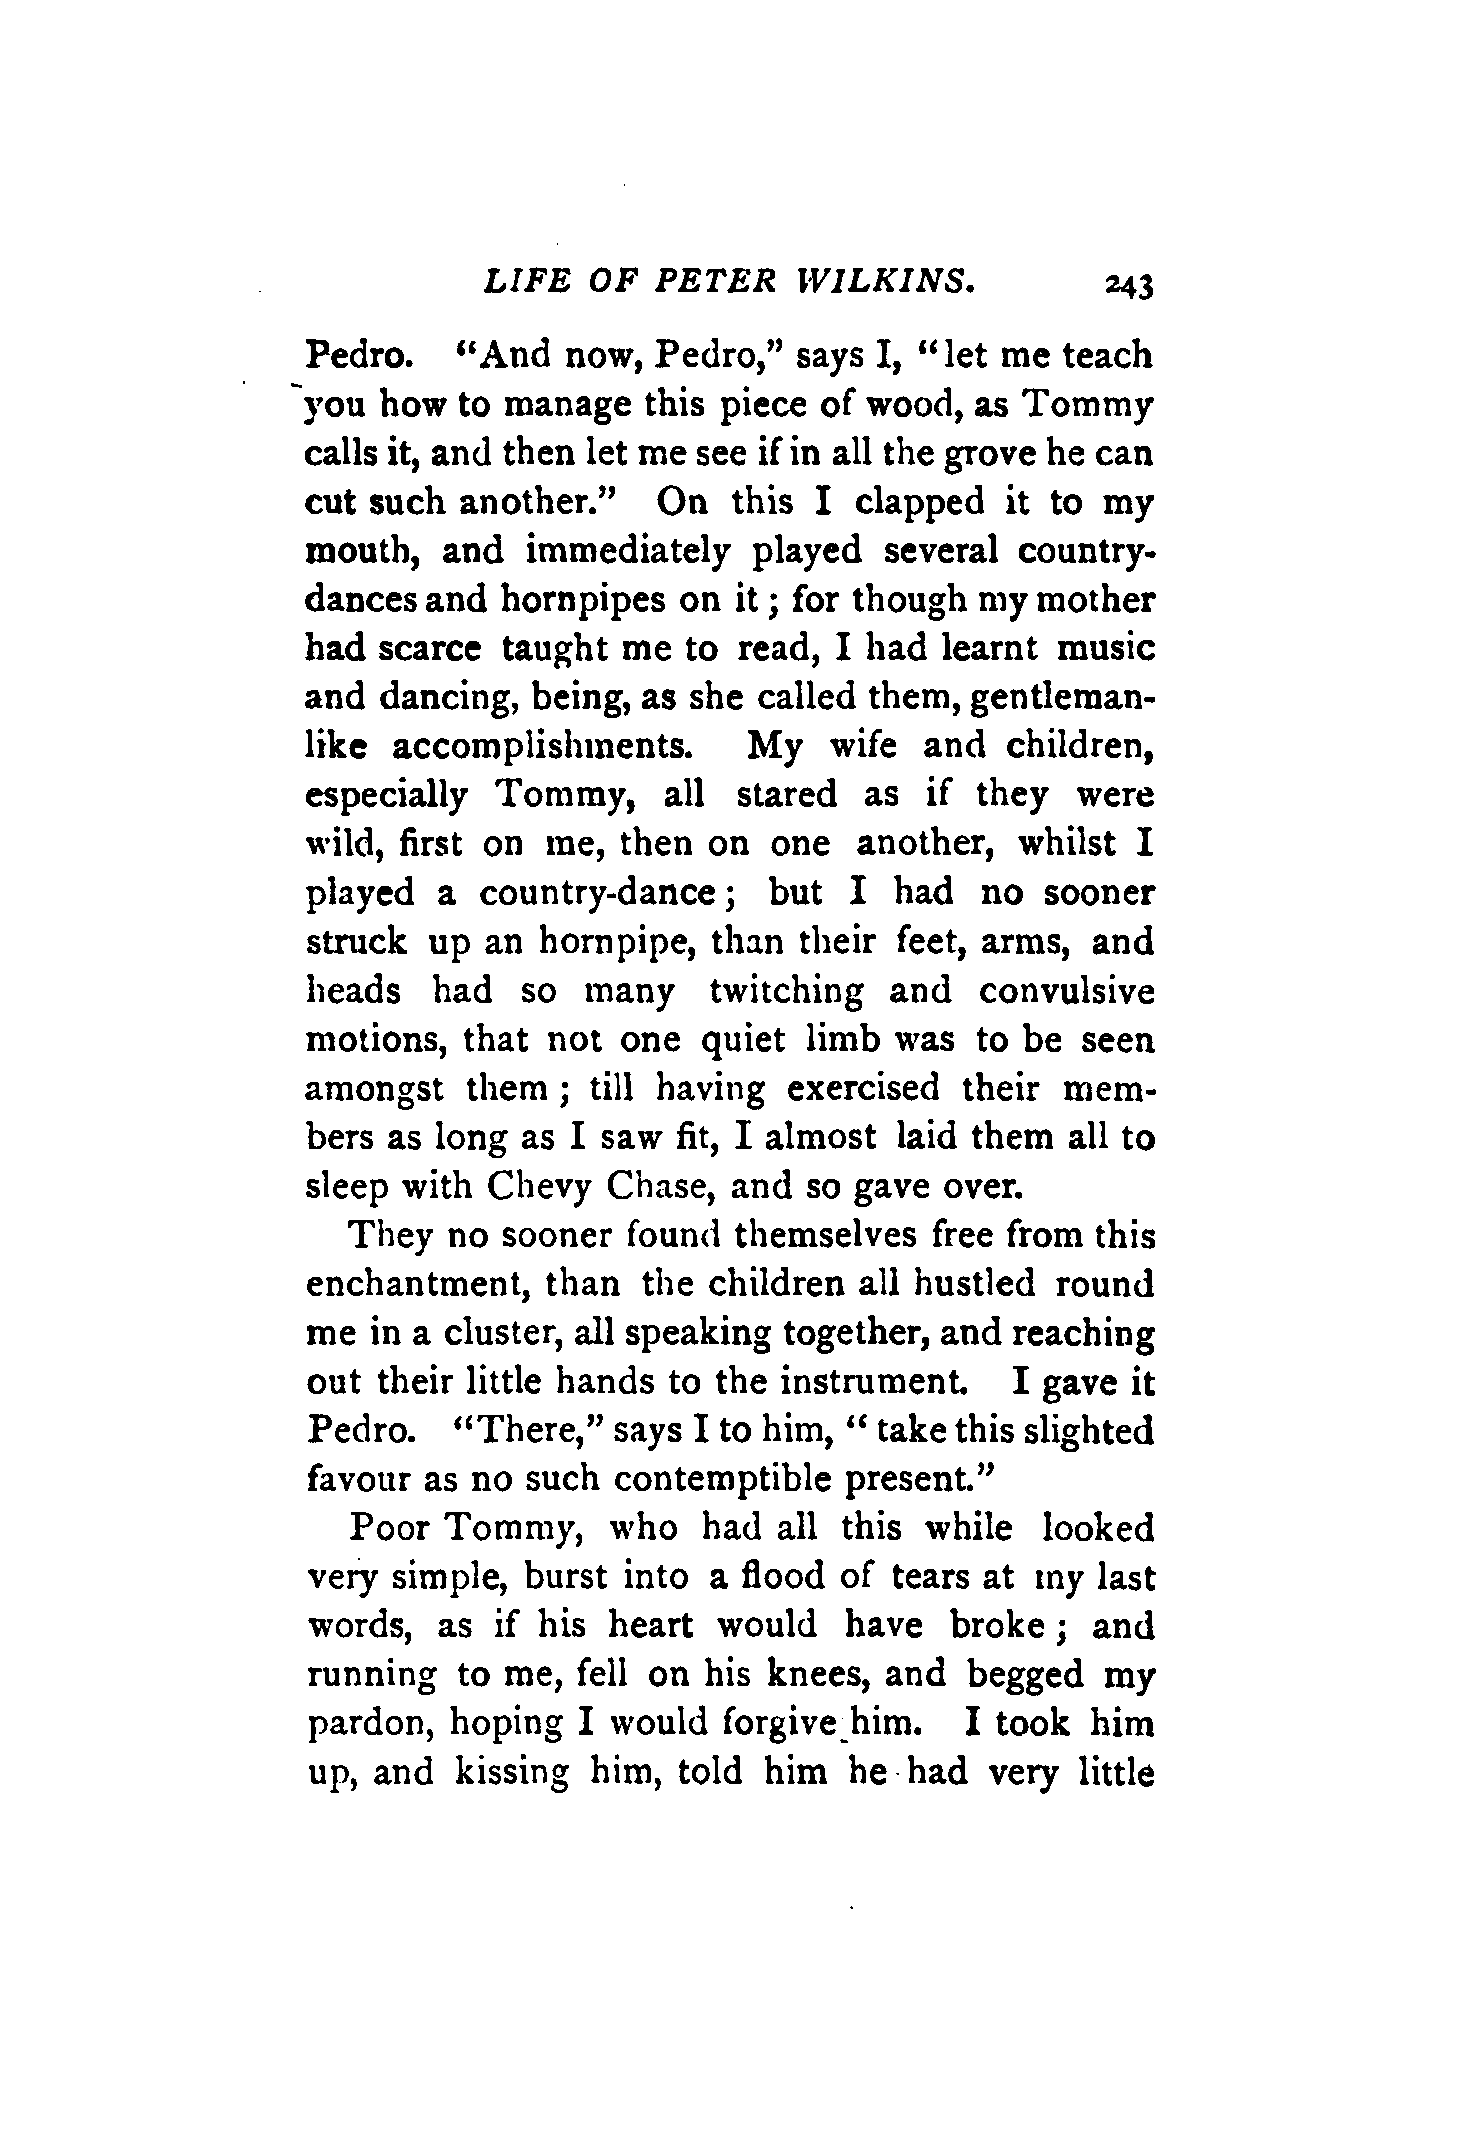 LIFE OF PETER WILKINS. 243
Pedro. "And now, Pedro," says I, "let me teach
you how to manage this piece of wood, as Tommy
calls it, and then let me see if in all the grove he can
cut such another." On this I clapped it to my
mouth, and immediately played several country-
dances and hornpipes on it; for though my mother
had scarce taught me to read, I had learnt music
and dancing, being, as she called them, gentleman-
like accomplishments. My wife and children,
especially Tommy, all stared as if they were
wild, first on me, then on one another, whilst I
played a country-dance; but I had no sooner
struck up an hornpipe, than their feet, arms, and
heads had so many twitching and convulsive
motions, that not one quiet limb was to be seen
amongst them; till having exercised their mem-
bers as long as I saw fit, I almost laid them all to
sleep with Chevy Chase, and so gave over.
They no sooner found themselves free from this
enchantment, than the children all hustled round
me in a cluster, all speaking together, and reaching
out their little hands to the instrument. I gave it
Pedro. "There," says I to him, "take this slighted
favour as no such contemptible present."
Poor Tommy, who had all this while looked
very simple, burst into a flood of tears at my last
words, as if his heart would have broke; and
running to me, fell on his knees, and begged my
pardon, hoping I would forgive him. I took him
up, and kissing him, told him he had very little